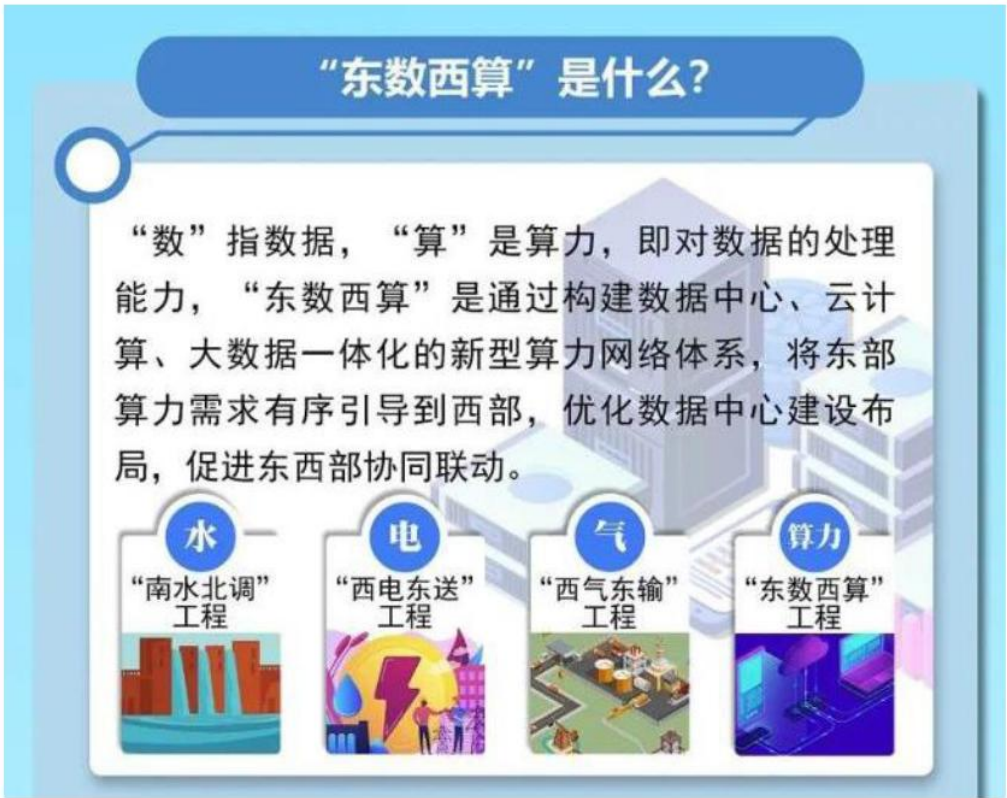 “东数西算”是什么？
“数”指数据，“算”是算力，即对数据的处理
能力，“东数西算”是通过构建数据中心、云计
算、大数据一体化的新型算力网络体系，将东部
算力需求有序引导到西部，优化数据中心建设布
局，促进东西部协同联动。
水
“南水北调”
工程
电
“西电东送”
工程
气
“西气东输”
工程
算力
“东数西算”
工程